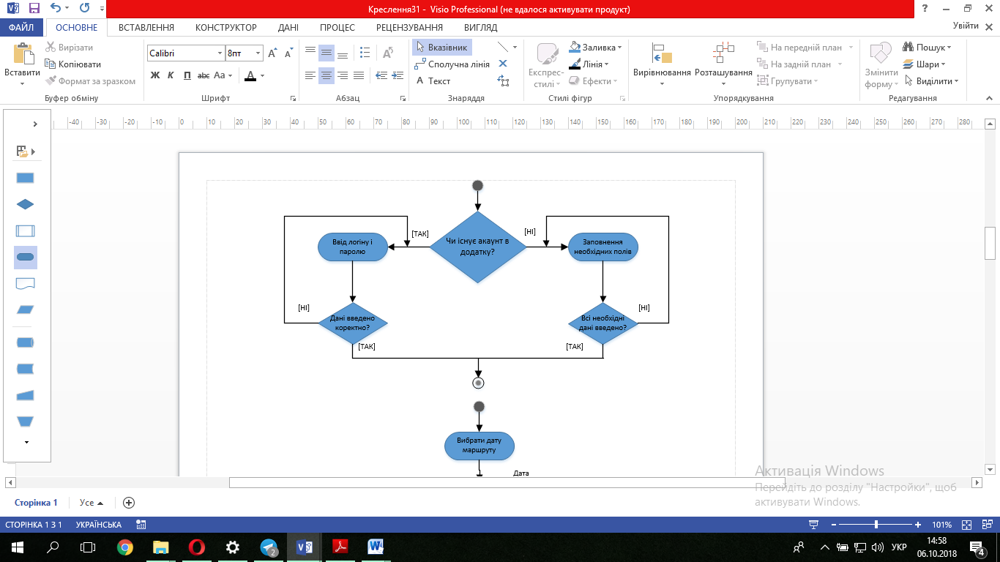 Креслення31 - Visio Professional (не вдалося активувати продукт)
ФАЙЛ
ОСНОВНЕ
ВСТАВЛЕННЯ
КОНСТРУКТОР
ДАНІ
ПРОЦЕС
РЕЦЕНЗУВАННЯ
ВИГЛЯД
Увійти
Вставити
Вирізати
Копіювати
Формат за зразком
Буфер обміну
Calibri
8пт
Ж К П abc Aa А
Шрифт
Абзац
Вказівник
Сполучна лінія
Текст
Знаряддя
Експрес-
стилі
Заливка
Лінія
Ефекти
Стилі фігур
Вирівнювання
Розташування
На передній план
На задній план
Групувати
Упорядкування
Змінити
форму
Пошук
Шари
Виділити
Редагування
-40 -30 -20 -10 0 10 20 30 40 50 60 70 80 90 100 110 120 130 140 150 160 170 180 190 200 210 220 230 240 250 260 270 280
Чи існує акаунт в
додатку?
[ТАК]
[НІ]
Ввід логіну і
паролю
Заповнення
необхідних полів
[НІ]
[НІ]
Дані введено
коректно?
Всі необхідні
дані введено?
[ТАК]
[ТАК]
Вибрати дату
маршруту
Дата
Активація Windows
Перейдіть до розділу "Настройки", щоб
активувати Windows.
Сторінка 1
Усе
СТОРІНКА 1 З 1
УКРАЇНСЬКА
101%
2
УКР
14:58
06.10.2018
4